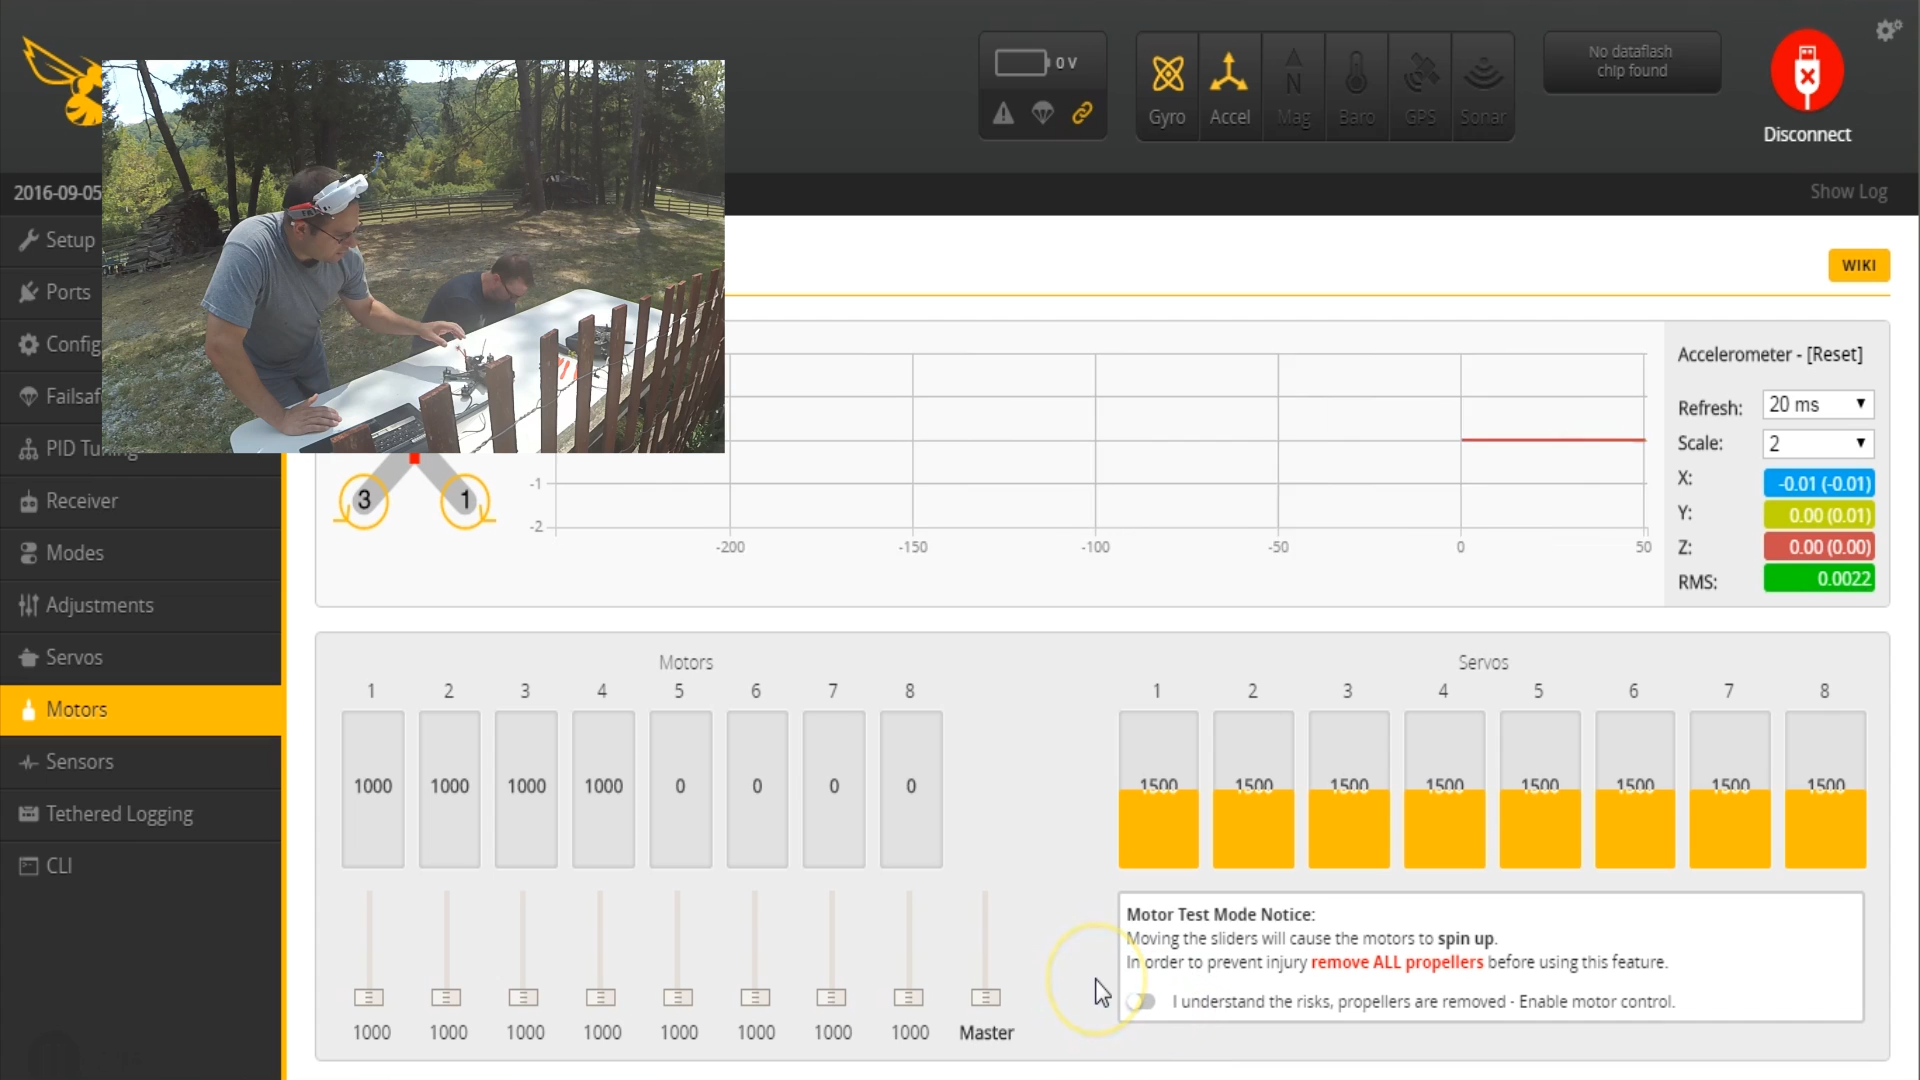 0 V
No dataflash
chip found
Gyro
Accel
Mag
Baro
GPS
Sonar
Disconnect
2016-09-05
Show Log
Setup
Ports
Config
Failsafe
PID Tuning
Receiver
Modes
Adjustments
Servos
Motors
Sensors
Tethered Logging
CLI
WIKI
3
1
-1
-2
-200
-150
-100
-50
0
50
Accelerometer - [Reset]
Refresh: 20 ms
Scale: 2
X: -0.01 (-0.01)
Y: 0.00 (0.01)
Z: 0.00 (0.00)
RMS: 0.0022
Motors
1 2 3 4 5 6 7 8
1000 1000 1000 1000 0 0 0 0
1000 1000 1000 1000 1000 1000 1000 1000 Master
Servos
1 2 3 4 5 6 7 8
1500 1500 1500 1500 1500 1500 1500 1500
Motor Test Mode Notice:
Moving the sliders will cause the motors to spin up.
In order to prevent injury remove ALL propellers before using this feature.
I understand the risks, propellers are removed - Enable motor control.